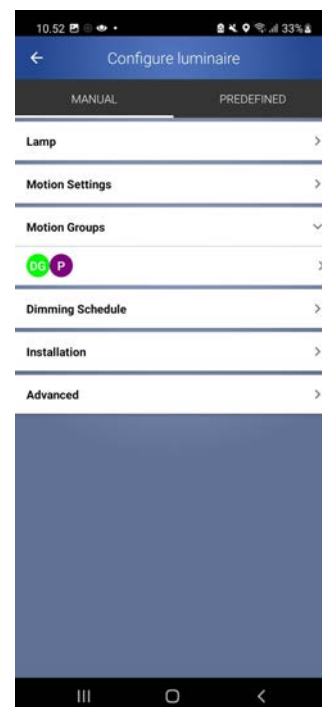 10.52 33%
Configure luminaire
MANUAL PREDEFINED
Lamp
Motion Settings
Motion Groups
DG P
Dimming Schedule
Installation
Advanced